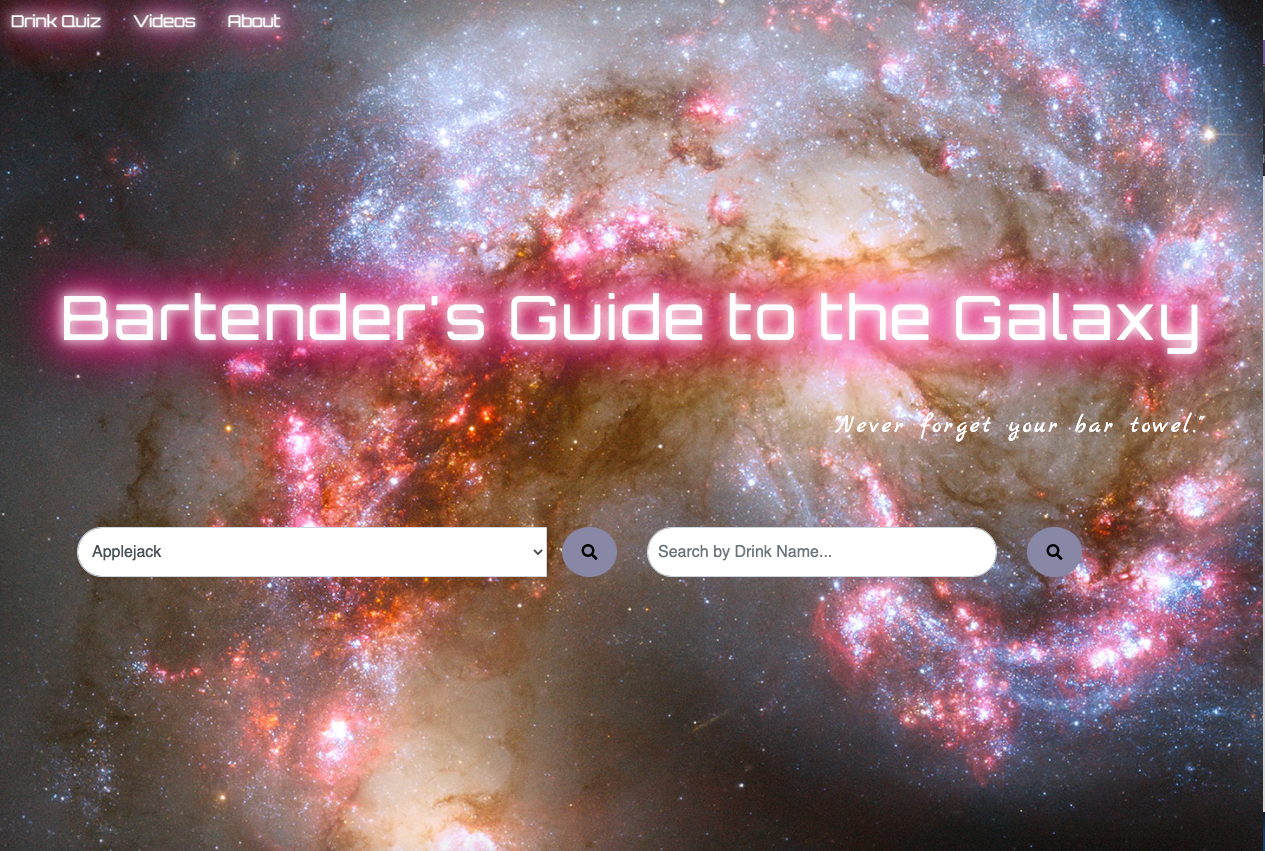 Drink Quiz Videos About
Bartender's Guide to the Galaxy
"Never forget your bar towel."
Applejack Search by Drink Name...